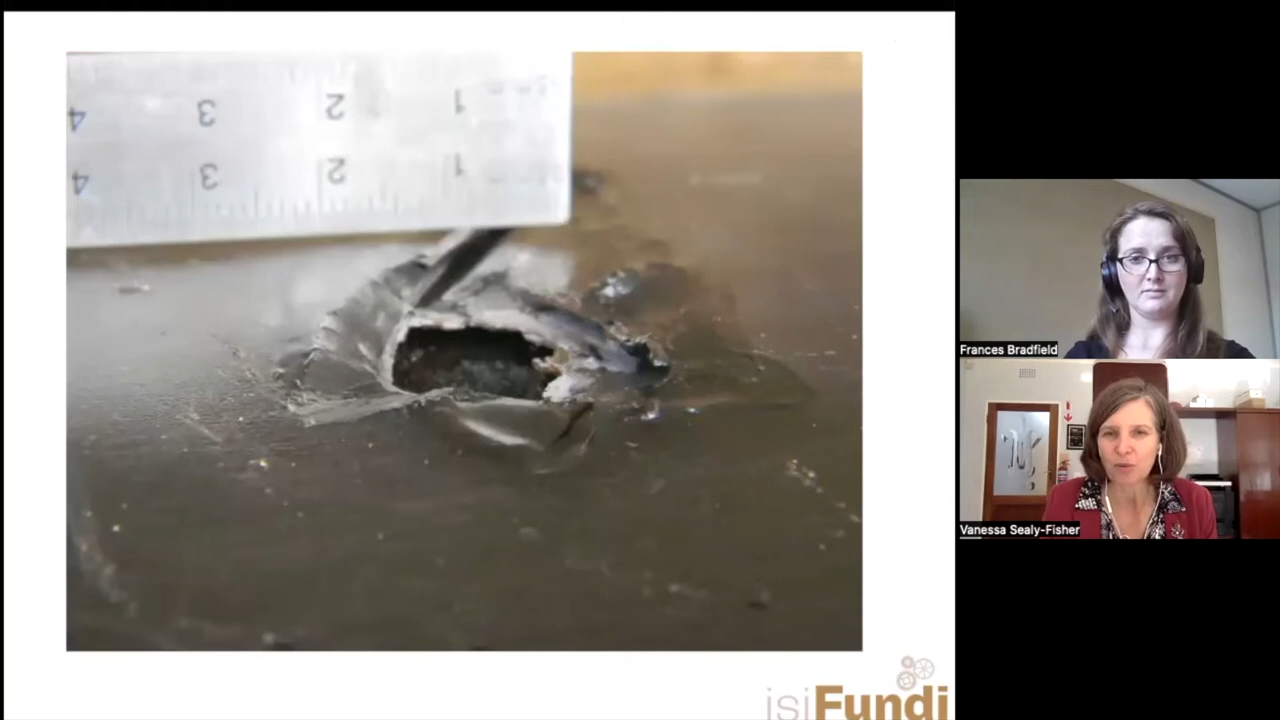 4 3 2 1
4 3 2 1
Frances Bradfield
Vanessa Sealy-Fisher
isiFundi